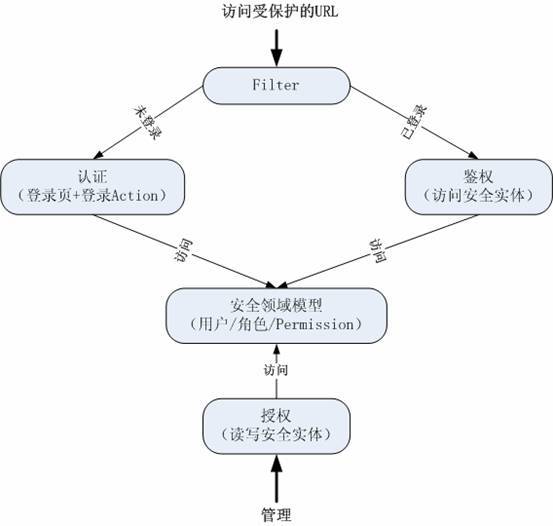 访问受保护的URL
Filter
未登录
已登录
认证
（登录页+登录Action）
鉴权
（访问安全实体）
访问
访问
安全领域模型
（用户/角色/Permission）
访问
授权
（读写安全实体）
管理